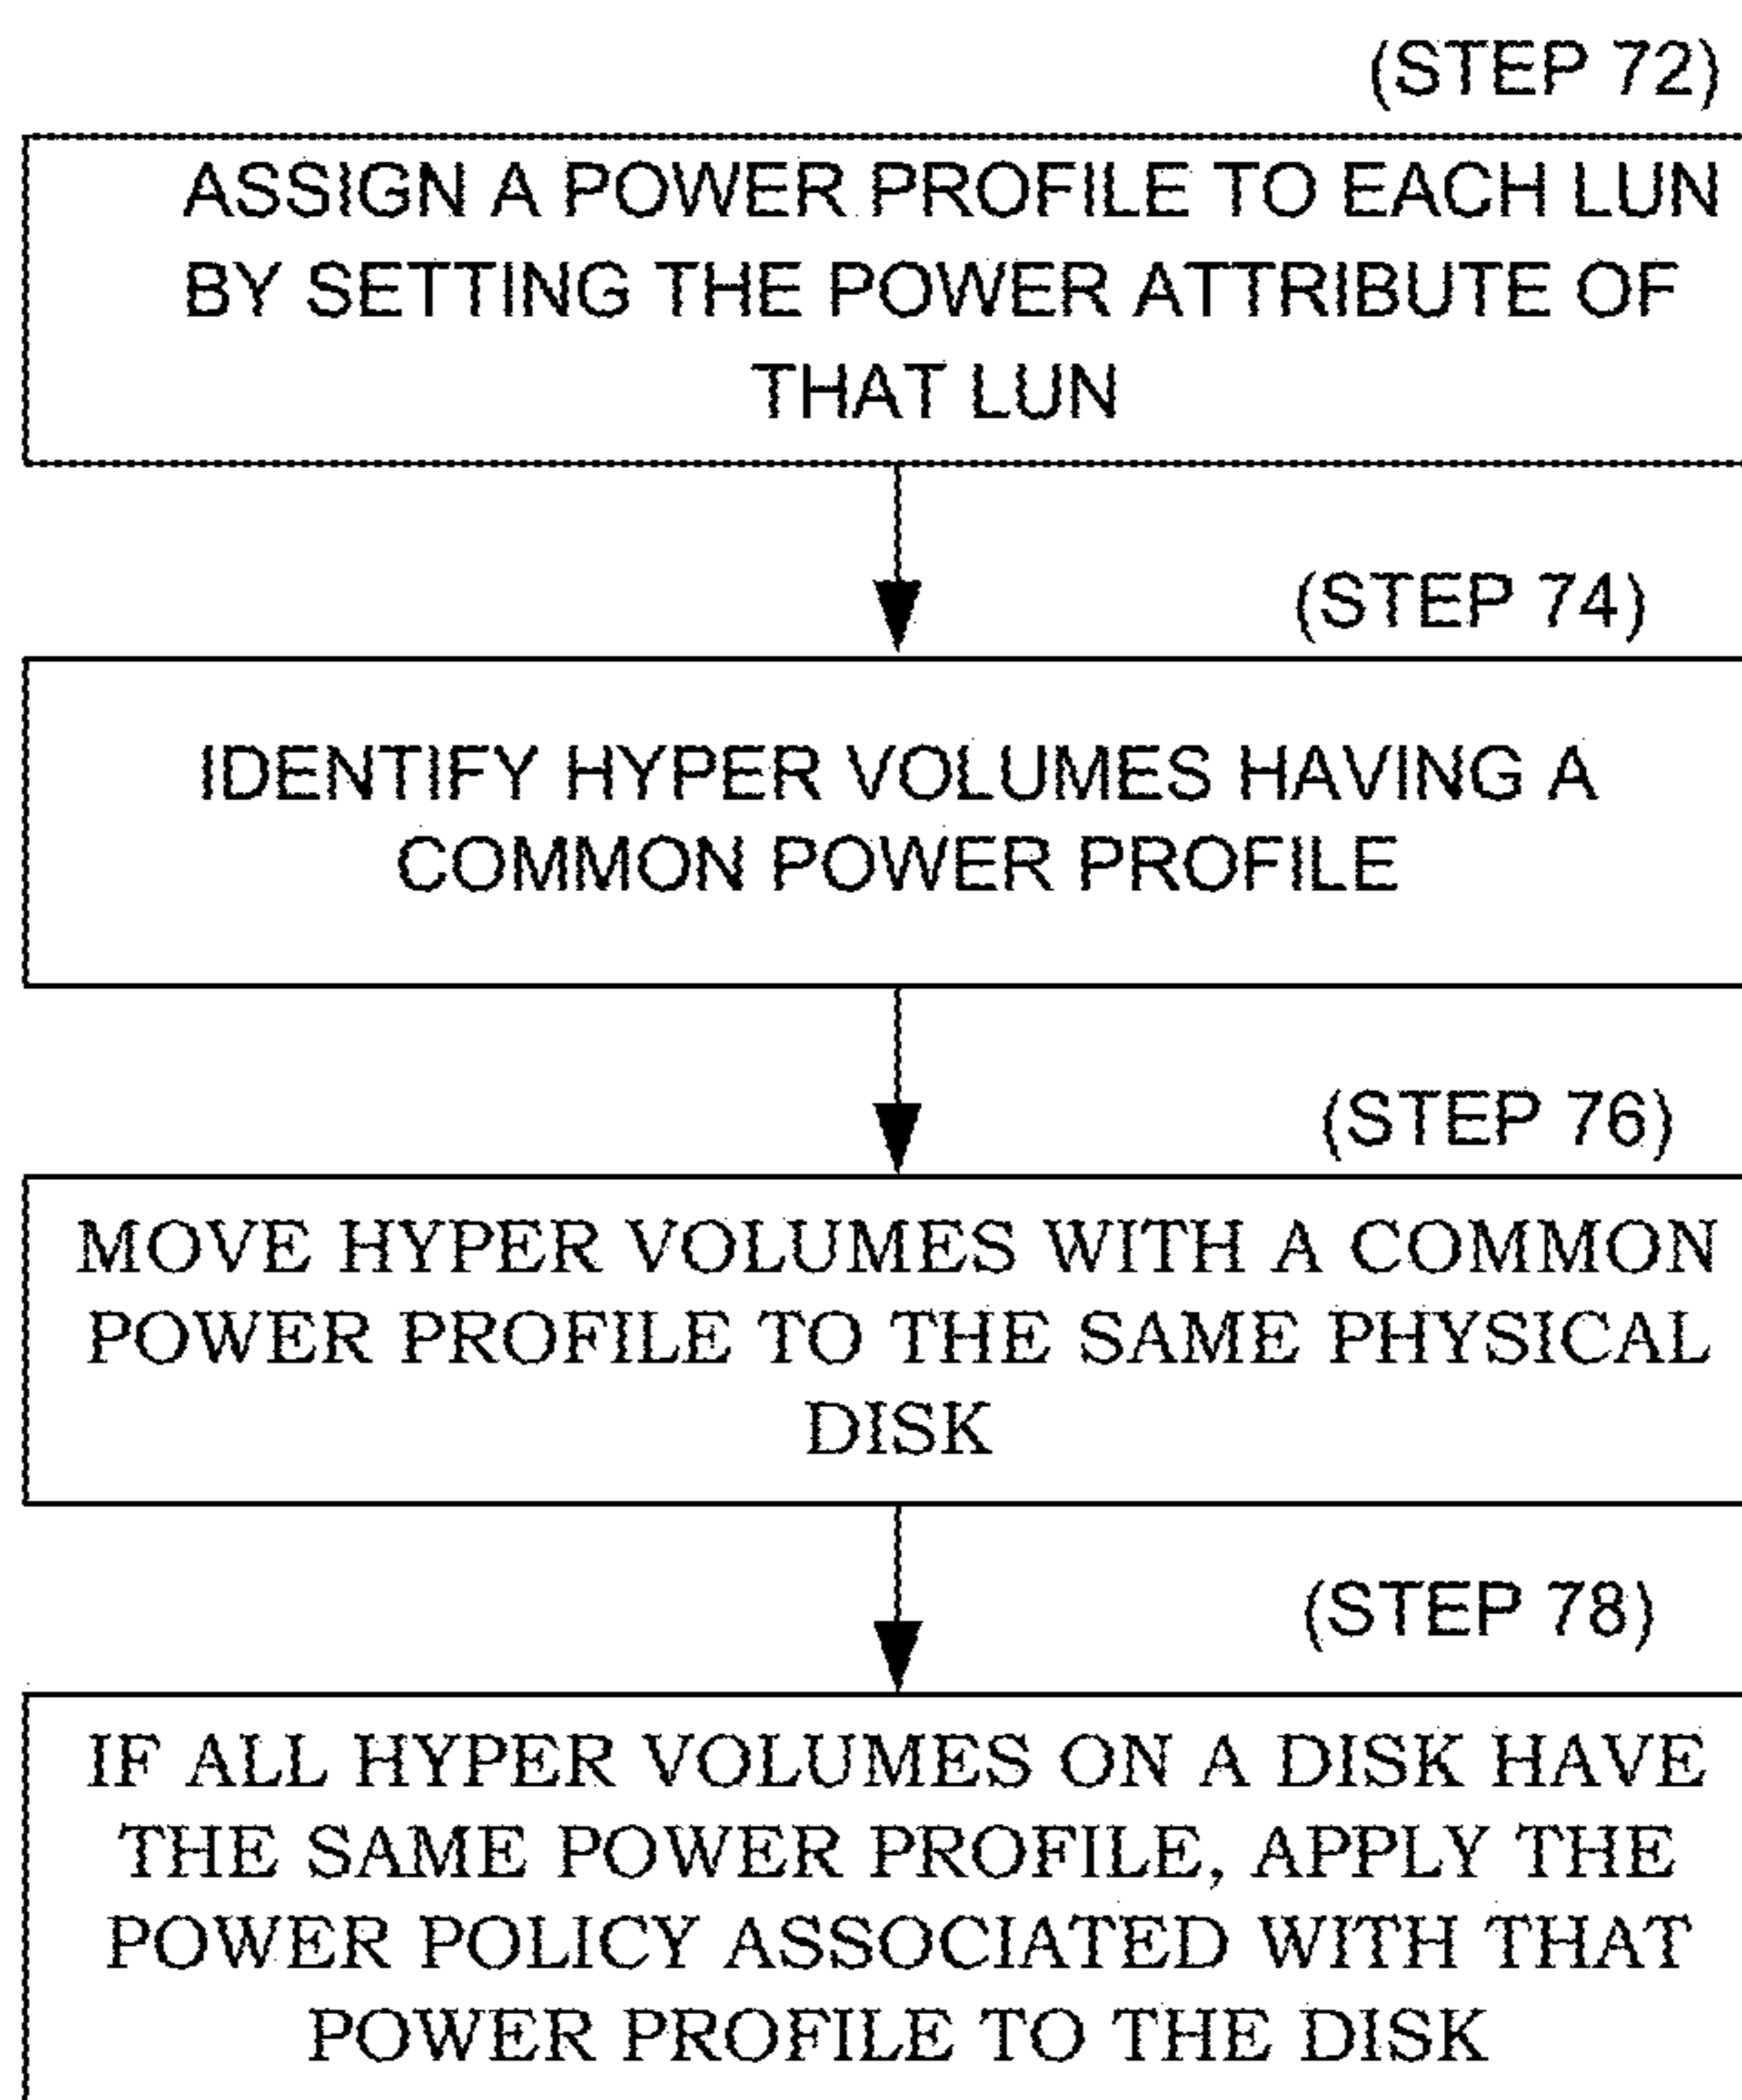 (STEP 72)
ASSIGN A POWER PROFILE TO EACH LUN
BY SETTING THE POWER ATTRIBUTE OF
THAT LUN
(STEP 74)
IDENTIFY HYPER VOLUMES HAVING A
COMMON POWER PROFILE
(STEP 76)
MOVE HYPER VOLUMES WITH A COMMON
POWER PROFILE TO THE SAME PHYSICAL
DISK
(STEP 78)
IF ALL HYPER VOLUMES ON A DISK HAVE
THE SAME POWER PROFILE, APPLY THE
POWER POLICY ASSOCIATED WITH THAT
POWER PROFILE TO THE DISK